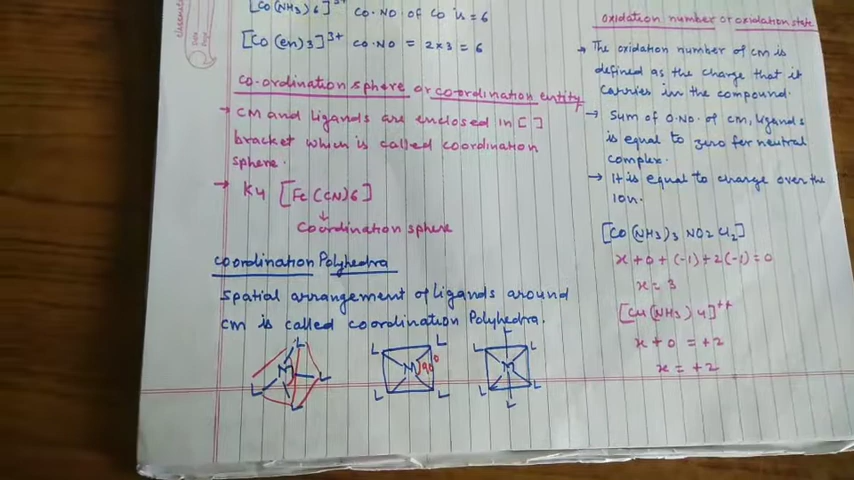 [Co(NH3)6]3+ CO.NO. of Co is = 6
[Co(en)3]3+ CO.NO = 2x3 = 6
co-ordination sphere or co-ordination entity
→ CM and ligands are enclosed in [ ]
bracket which is called coordination
sphere.
→ K4 [Fe(CN)6]
↓
Coordination sphere
coordination Polyhedra
Spatial arrangement of ligands around
cm is called coordination Polyhedra.
L
M
L
L
L
L
L
M
90°
L
L
L
L
L
M
L
L
L
oxidation number or oxidation state
→ The oxidation number of cm is
defined as the charge that it
carries in the compound.
→ Sum of O.NO. of cm, ligands
is equal to zero for neutral
complex.
→ It is equal to charge over the
ion.
[Co(NH3)3 NO2 Cl2]
x+0+(-1)+2(-1)=0
x=3
[Cu(NH3)4]++
x+0 = +2
x = +2